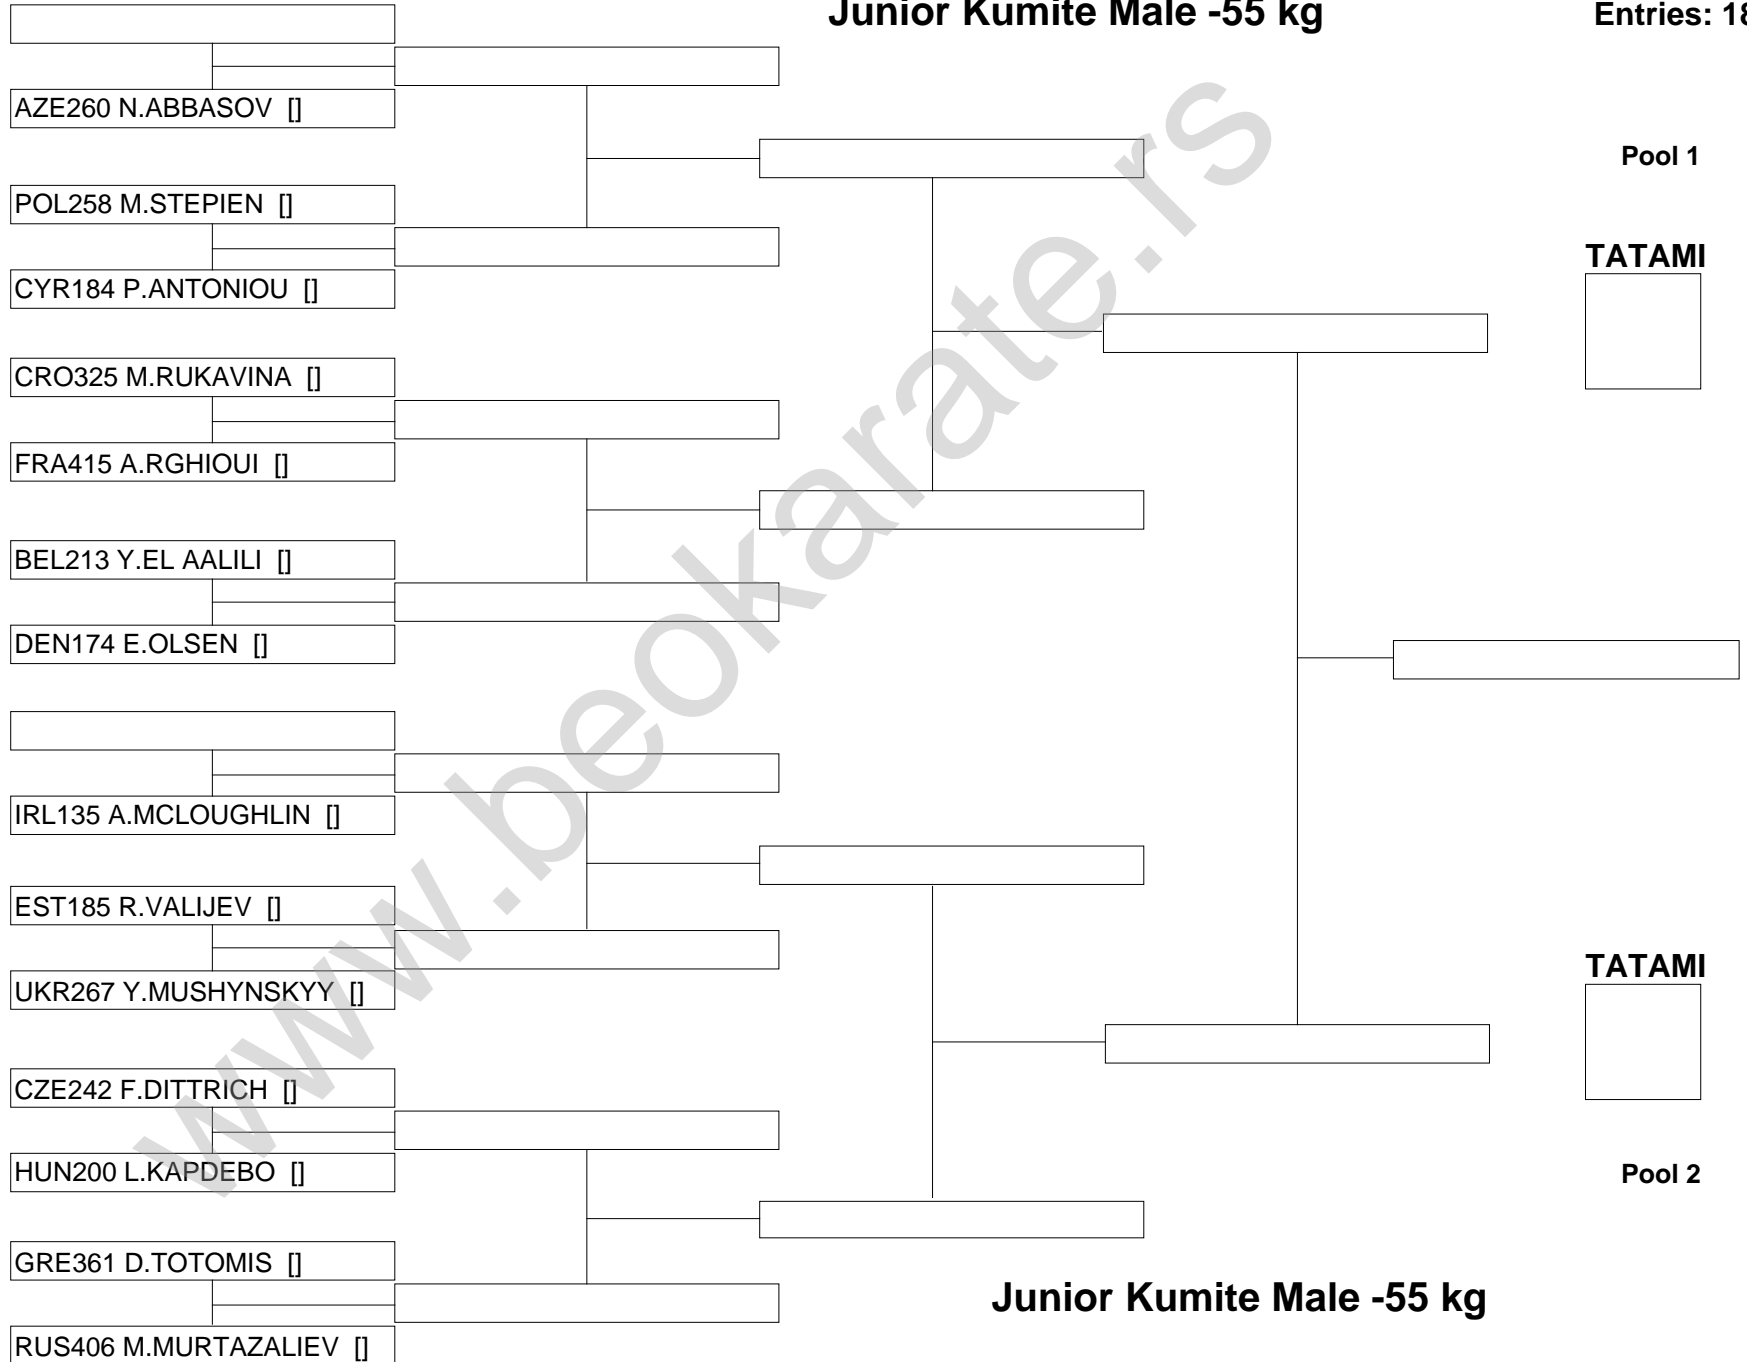 Junior Kumite Male -55 kg
Entries: 18
AZE260 N.ABBASOV []
Pool 1
POL258 M.STEPIEN []
TATAMI
CYR184 P.ANTONIOU []
CRO325 M.RUKAVINA []
FRA415 A.RGHIOUI []
BEL213 Y.EL AALILI []
DEN174 E.OLSEN []
IRL135 A.MCLOUGHLIN []
EST185 R.VALIJEV []
TATAMI
UKR267 Y.MUSHYNSKYY []
CZE242 F.DITTRICH []
HUN200 L.KAPDEBO []
Pool 2
GRE361 D.TOTOMIS []
Junior Kumite Male -55 kg
RUS406 M.MURTAZALIEV []
www.beokarate.rs